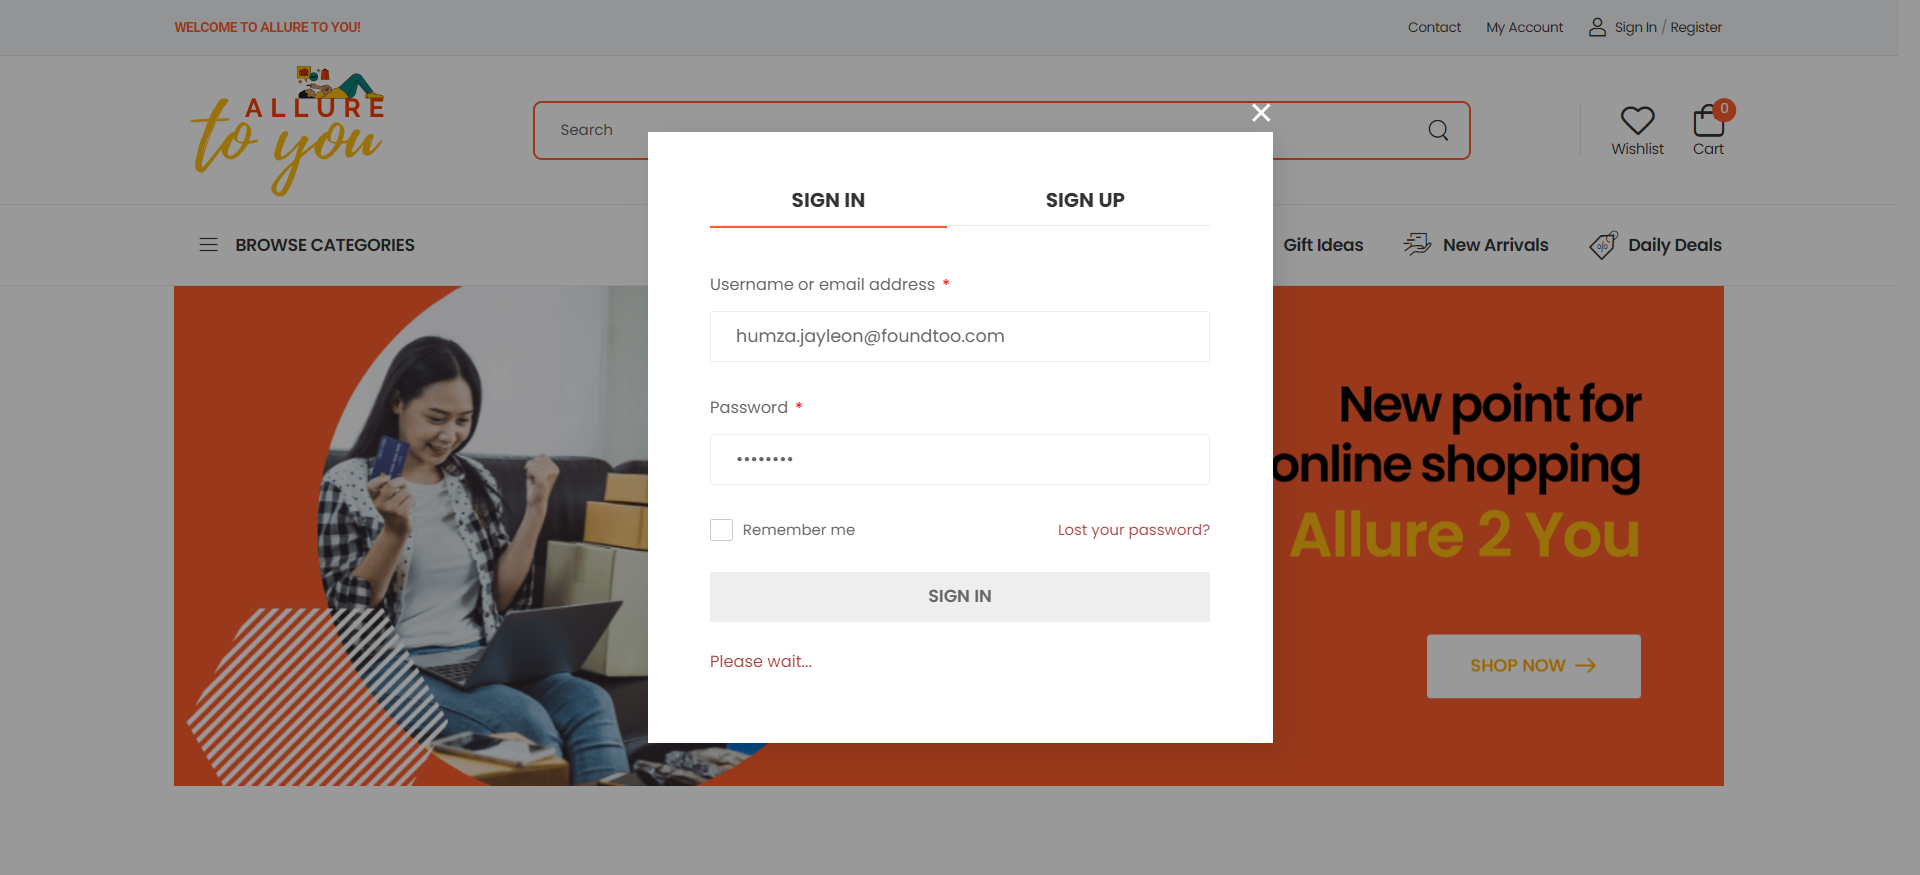 WELCOME TO ALLURE TO YOU!
Contact
My Account
Sign In / Register
ALLURE
to you
Search
Wishlist
0
Cart
BROWSE CATEGORIES
Gift Ideas
New Arrivals
Daily Deals
SIGN IN
SIGN UP
Username or email address *
humza.jayleon@foundtoo.com
Password *
••••••••
Remember me
Lost your password?
SIGN IN
Please wait...
New point for
online shopping
Allure 2 You
SHOP NOW